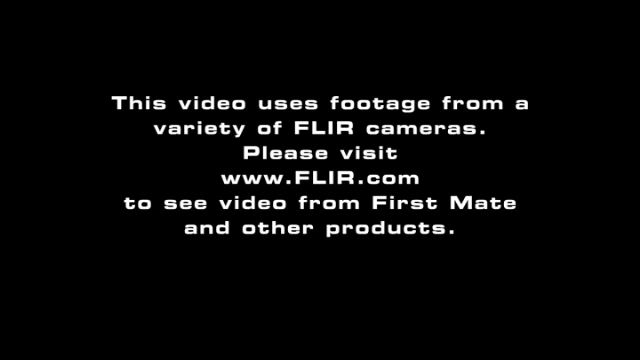 This video uses footage from a
variety of FLIR cameras.
Please visit
www.FLIR.com
to see video from First Mate
and other products.